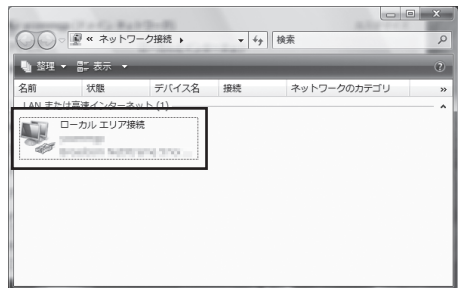 « ネットワーク接続
検索
整理 表示
名前 状態 デバイス名 接続 ネットワークのカテゴリ »
LAN または高速インターネット (1)
ローカル エリア接続